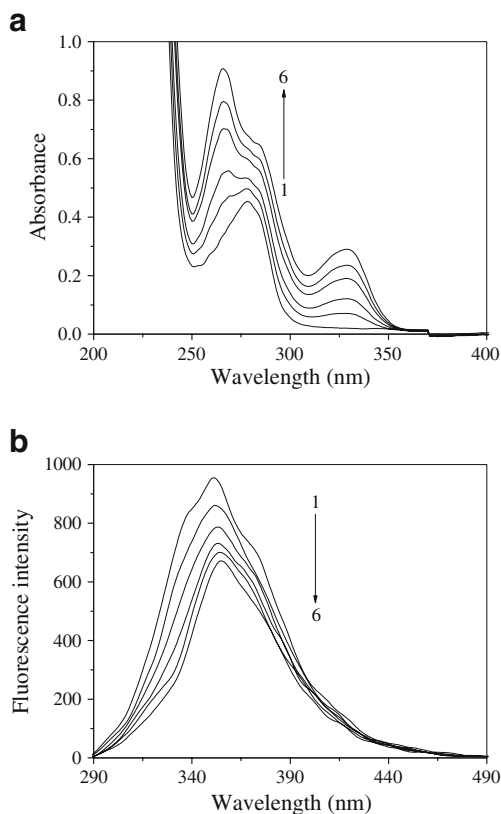 a
1.0
0.8
0.6
0.4
0.2
0.0
6
1
Absorbance
200 250 300 350 400
Wavelength (nm)
b
1000
800
600
400
200
0
1
6
Fluorescence intensity
290 340 390 440 490
Wavelength (nm)